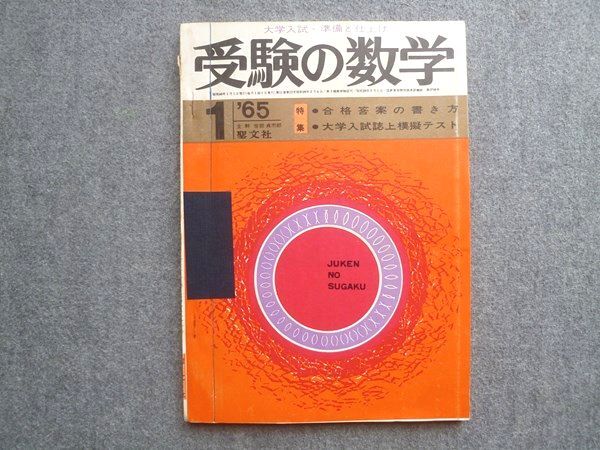 大学入試・準備と仕上げ
受験の数学
1 '65
聖文社
特集
●合格答案の書き方
●大学入試誌上模擬テスト
JUKEN
NO
SUGAKU